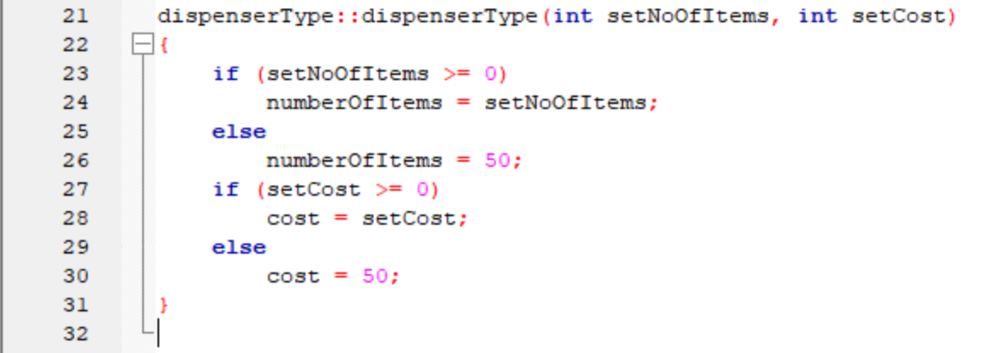 21 dispenserType::dispenserType(int setNoOfItems, int setCost)
22 {
23     if (setNoOfItems >= 0)
24         numberOfItems = setNoOfItems;
25     else
26         numberOfItems = 50;
27     if (setCost >= 0)
28         cost = setCost;
29     else
30         cost = 50;
31 }
32